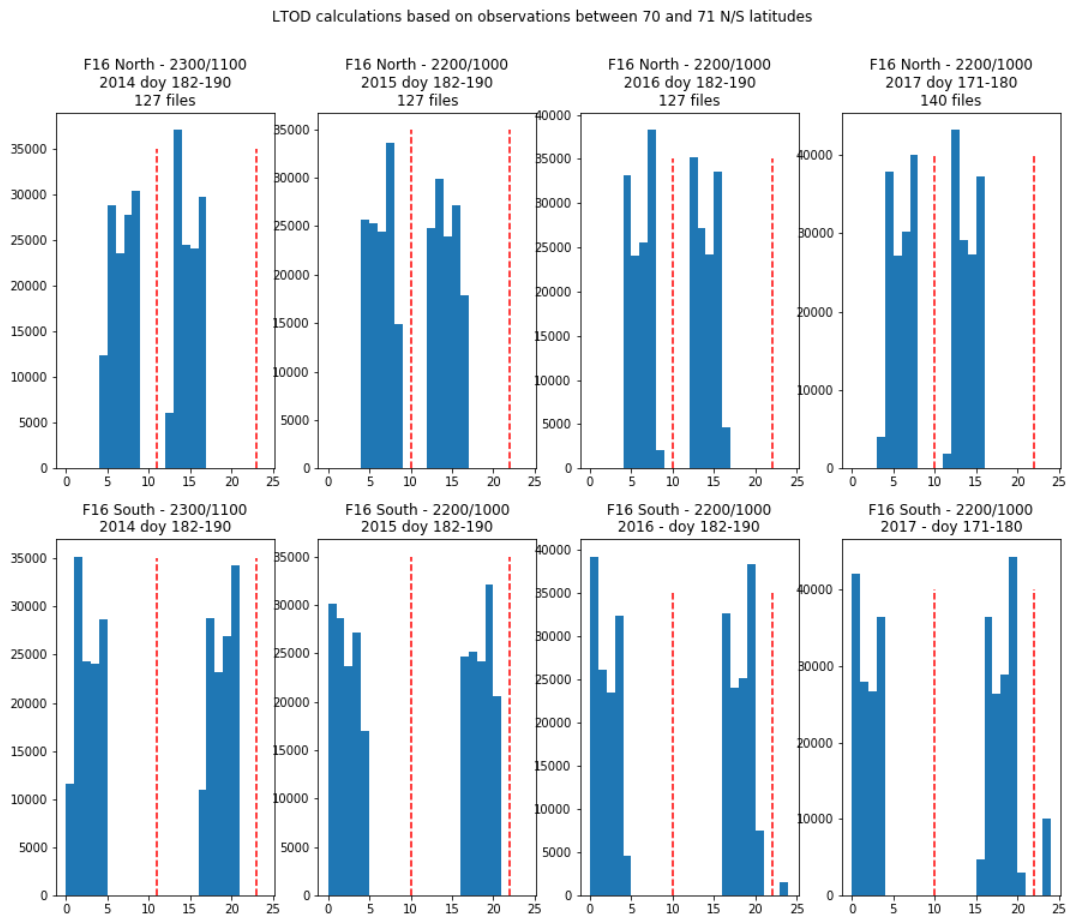 LTOD calculations based on observations between 70 and 71 N/S latitudes
F16 North - 2300/1100
2014 doy 182-190
127 files
35000
30000
25000
20000
15000
10000
5000
0
0 5 10 15 20 25
F16 North - 2200/1000
2015 doy 182-190
127 files
35000
30000
25000
20000
15000
10000
5000
0
0 5 10 15 20 25
F16 North - 2200/1000
2016 doy 182-190
127 files
40000
35000
30000
25000
20000
15000
10000
5000
0
0 5 10 15 20 25
F16 North - 2200/1000
2017 doy 171-180
140 files
40000
30000
20000
10000
0
0 5 10 15 20 25
F16 South - 2300/1100
2014 doy 182-190
35000
30000
25000
20000
15000
10000
5000
0
0 5 10 15 20 25
F16 South - 2200/1000
2015 doy 182-190
35000
30000
25000
20000
15000
10000
5000
0
0 5 10 15 20 25
F16 South - 2200/1000
2016 - doy 182-190
40000
35000
30000
25000
20000
15000
10000
5000
0
0 5 10 15 20 25
F16 South - 2200/1000
2017 - doy 171-180
40000
30000
20000
10000
0
0 5 10 15 20 25